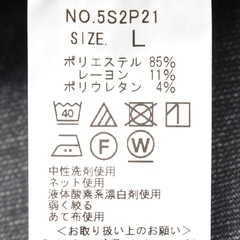 NO.5S2P21
SIZE. L
ポリエステル 85%
レーヨン 11%
ポリウレタン 4%
40
F W
中性洗剤使用
ネット使用
液体酸素系漂白剤使用
弱く絞る
あて布使用
<お取り扱い上のお願い>